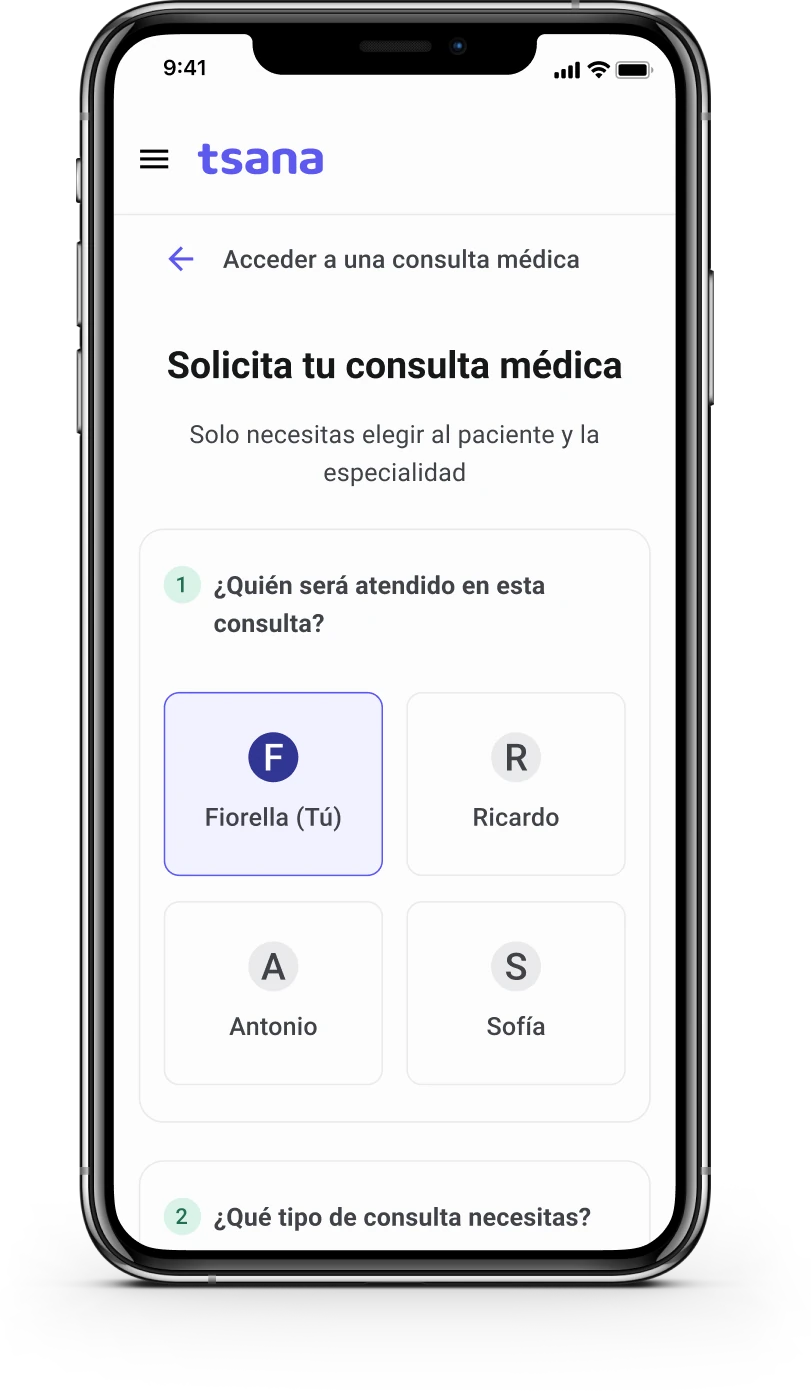 9:41
tsana
Acceder a una consulta médica
Solicita tu consulta médica
Solo necesitas elegir al paciente y la
especialidad
1 ¿Quién será atendido en esta
consulta?
F
Fiorella (Tú)
R
Ricardo
A
Antonio
S
Sofía
2 ¿Qué tipo de consulta necesitas?